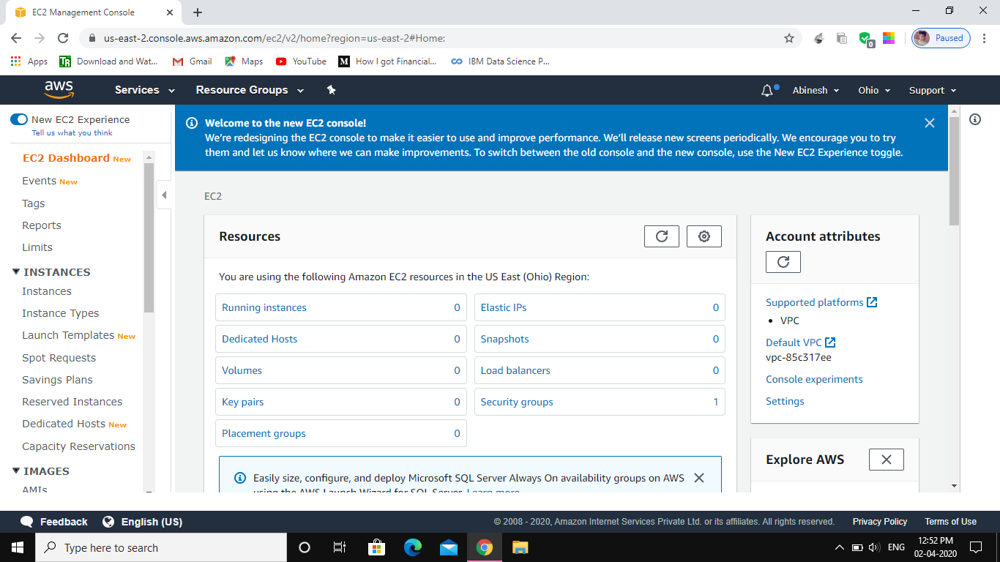 EC2 Management Console
us-east-2.console.aws.amazon.com/ec2/v2/home?region=us-east-2#Home:
0
Paused
Apps
TR
Download and Wat...
Gmail
Maps
YouTube
M
How I got Financial...
IBM Data Science P...
aws
Services
Resource Groups
Abinesh
Ohio
Support
New EC2 Experience
Tell us what you think
EC2 Dashboard New
Events New
Tags
Reports
Limits
INSTANCES
Instances
Instance Types
Launch Templates New
Spot Requests
Savings Plans
Reserved Instances
Dedicated Hosts New
Capacity Reservations
IMAGES
AMIs
Welcome to the new EC2 console!
We're redesigning the EC2 console to make it easier to use and improve performance. We'll release new screens periodically. We encourage you to try
them and let us know where we can make improvements. To switch between the old console and the new console, use the New EC2 Experience toggle.
EC2
Resources
You are using the following Amazon EC2 resources in the US East (Ohio) Region:
Running instances 0
Elastic IPs 0
Dedicated Hosts 0
Snapshots 0
Volumes 0
Load balancers 0
Key pairs 0
Security groups 1
Placement groups 0
Easily size, configure, and deploy Microsoft SQL Server Always On availability groups on AWS
using the AWS Launch Wizard for SQL Server. Learn more
Account attributes
Supported platforms
• VPC
Default VPC
vpc-85c317ee
Console experiments
Settings
Explore AWS
Feedback
English (US)
© 2008 - 2020, Amazon Internet Services Private Ltd. or its affiliates. All rights reserved.
Privacy Policy
Terms of Use
Type here to search
ENG
12:52 PM
02-04-2020